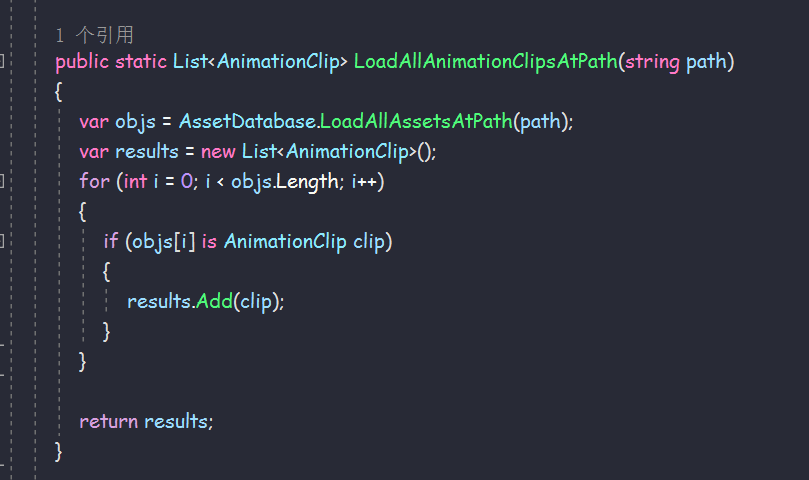 1 个引用
public static List<AnimationClip> LoadAllAnimationClipsAtPath(string path)
{
var objs = AssetDatabase.LoadAllAssetsAtPath(path);
var results = new List<AnimationClip>();
for (int i = 0; i < objs.Length; i++)
{
if (objs[i] is AnimationClip clip)
{
results.Add(clip);
}
}
return results;
}